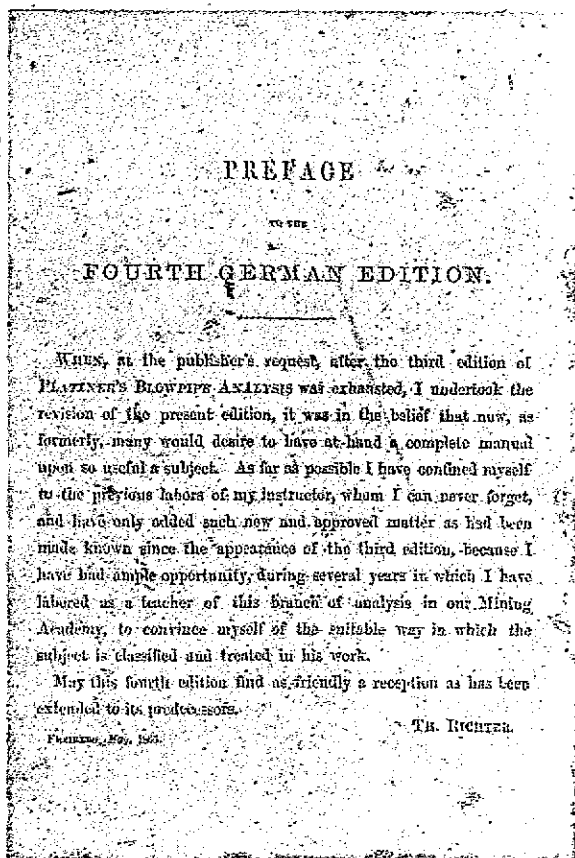 PREFACE
TO THE
FOURTH GERMAN EDITION.
WHEN, at the publisher's request, after the third edition of
PLATTNER'S BLOWPIPE ANALYSIS was exhausted, I undertook the
revision of the present edition, it was in the belief that now, as
formerly, many would desire to have at hand a complete manual
upon so useful a subject. As far as possible I have confined myself
to the previous labors of my instructor, whom I can never forget,
and have only added such new and approved matter as had been
made known since the appearance of the third edition, because I
have had ample opportunity, during several years in which I have
labored as a teacher of this branch of analysis in our Mining
Academy, to convince myself of the suitable way in which the
subject is classified and treated in his work.
May this fourth edition find as friendly a reception as has been
extended to its predecessors.
TH. RICHTER.
FREIBERG, May,